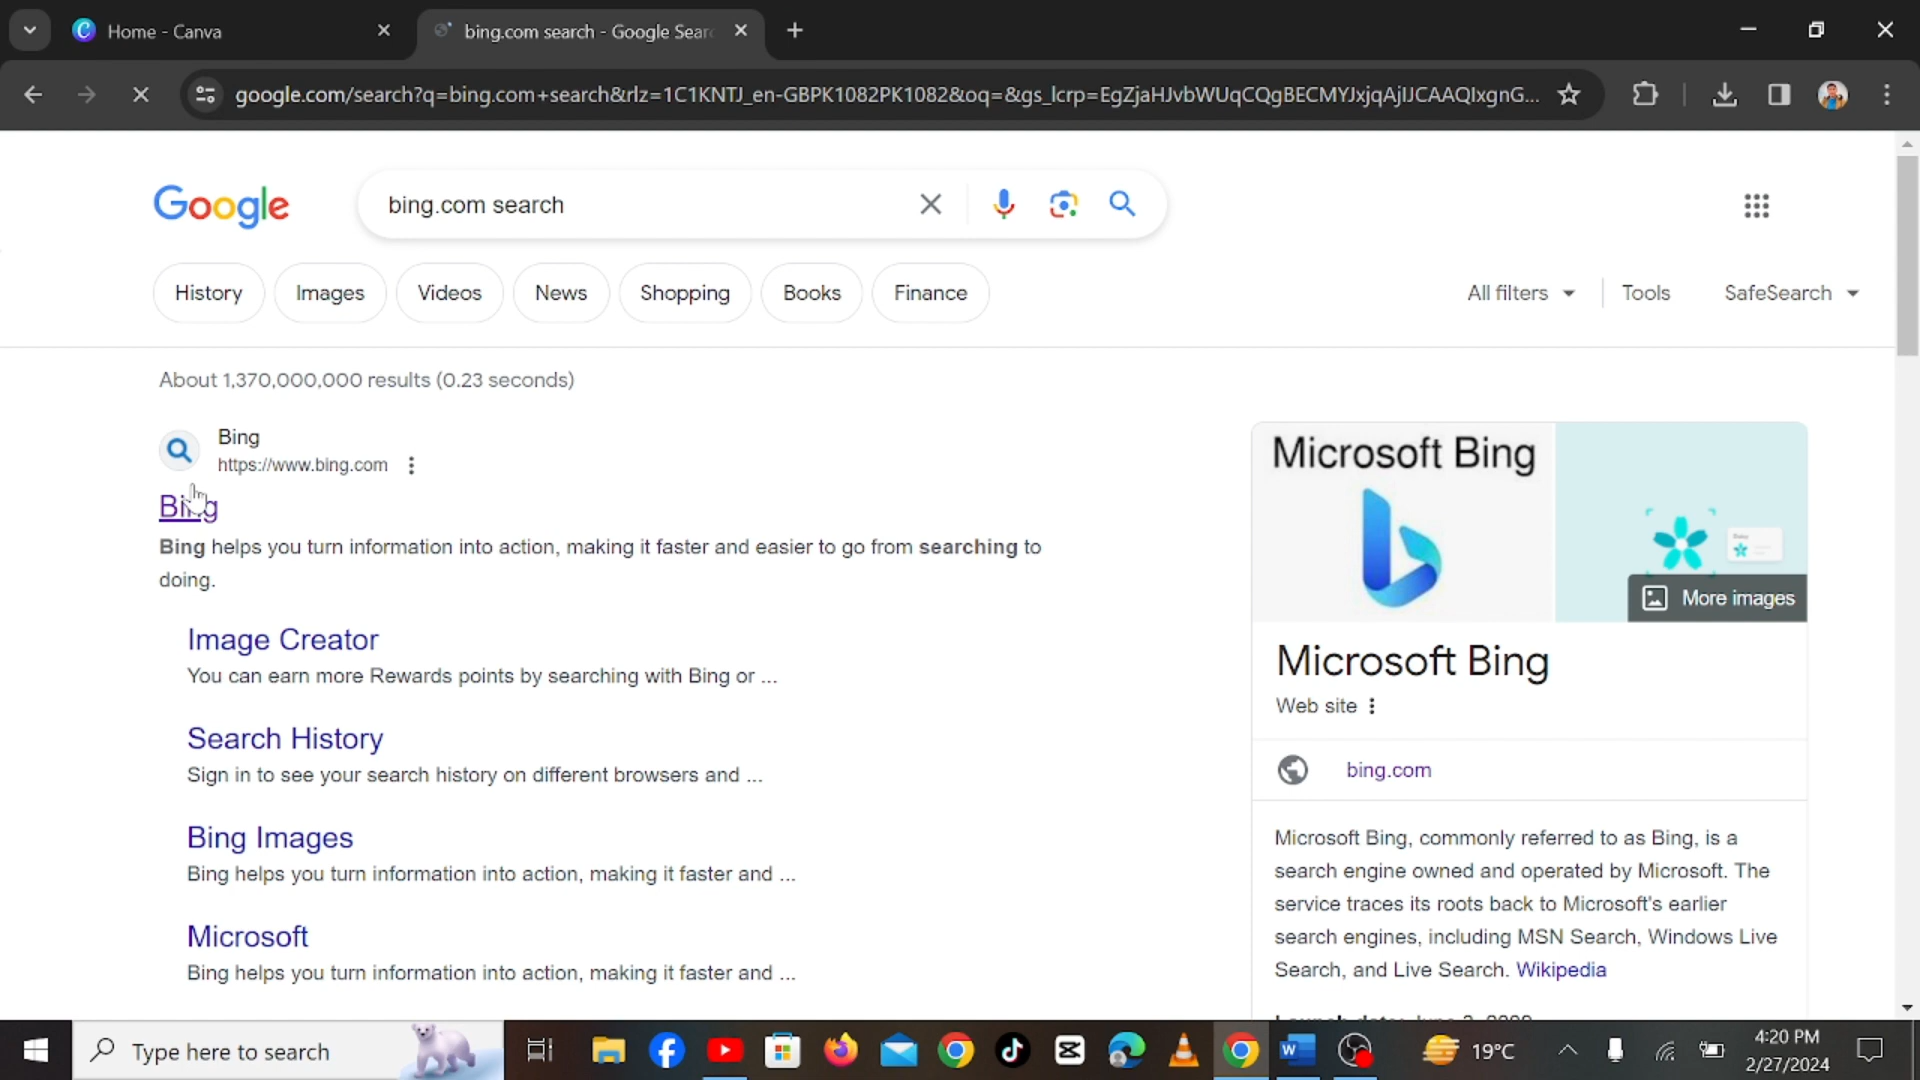 Home - Canva
bing.com search - Google Sear
google.com/search?q=bing.com+search&rlz=1C1KNTJ_en-GBPK1082PK1082&oq=&gs_lcrp=EgZjaHJvbWUqCQgBECMYJxjqAjIJCAAQIxgnG...
Google
bing.com search
History
Images
Videos
News
Shopping
Books
Finance
All filters
Tools
SafeSearch
About 1,370,000,000 results (0.23 seconds)
Bing
https://www.bing.com
Bing
Bing helps you turn information into action, making it faster and easier to go from searching to
doing.
Image Creator
You can earn more Rewards points by searching with Bing or ...
Search History
Sign in to see your search history on different browsers and ...
Bing Images
Bing helps you turn information into action, making it faster and ...
Microsoft
Bing helps you turn information into action, making it faster and ...
Microsoft Bing
More images
Microsoft Bing
Web site
bing.com
Microsoft Bing, commonly referred to as Bing, is a
search engine owned and operated by Microsoft. The
service traces its roots back to Microsoft's earlier
search engines, including MSN Search, Windows Live
Search, and Live Search. Wikipedia
Type here to search
19°C
4:20 PM
2/27/2024